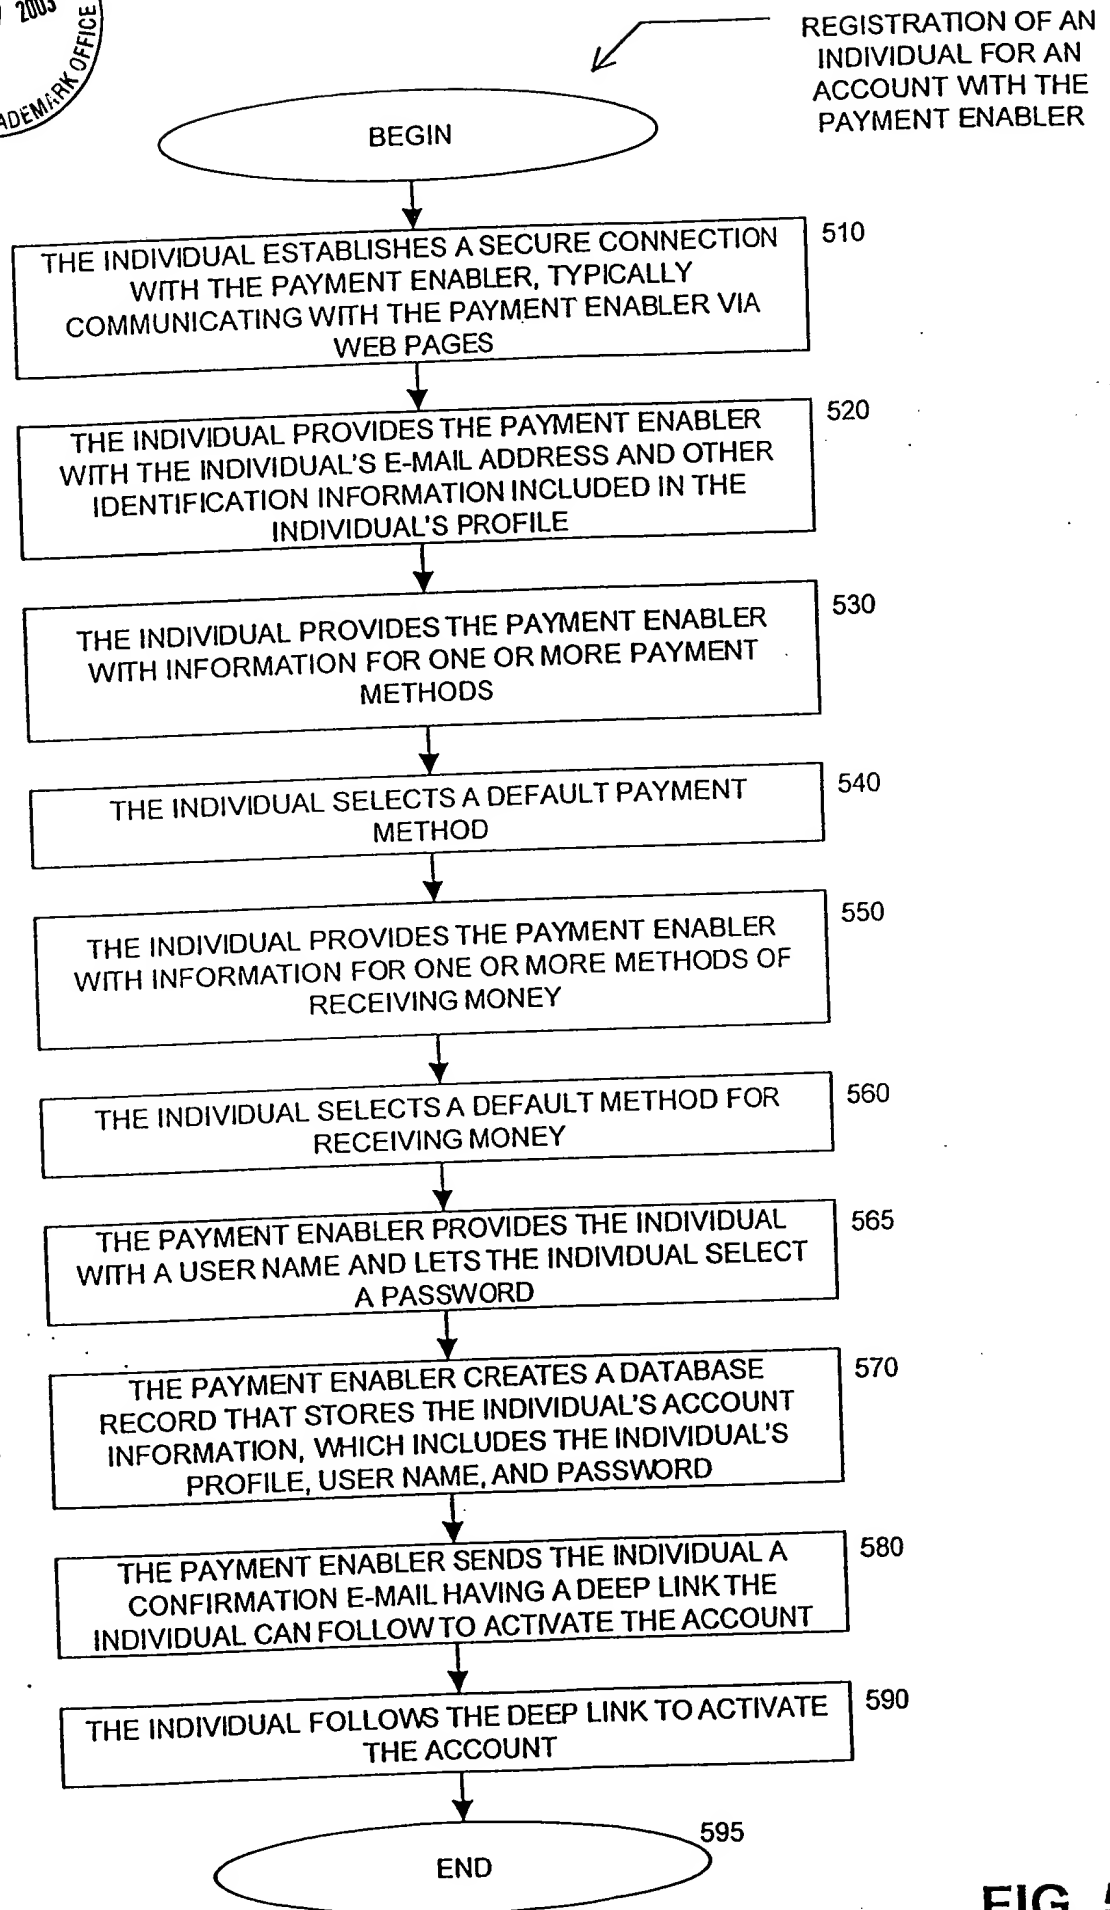 2003
ADEMARK OFFICE
REGISTRATION OF AN
INDIVIDUAL FOR AN
ACCOUNT WITH THE
PAYMENT ENABLER
BEGIN
510
THE INDIVIDUAL ESTABLISHES A SECURE CONNECTION
WITH THE PAYMENT ENABLER, TYPICALLY
COMMUNICATING WITH THE PAYMENT ENABLER VIA
WEB PAGES
520
THE INDIVIDUAL PROVIDES THE PAYMENT ENABLER
WITH THE INDIVIDUAL'S E-MAIL ADDRESS AND OTHER
IDENTIFICATION INFORMATION INCLUDED IN THE
INDIVIDUAL'S PROFILE
530
THE INDIVIDUAL PROVIDES THE PAYMENT ENABLER
WITH INFORMATION FOR ONE OR MORE PAYMENT
METHODS
540
THE INDIVIDUAL SELECTS A DEFAULT PAYMENT
METHOD
550
THE INDIVIDUAL PROVIDES THE PAYMENT ENABLER
WITH INFORMATION FOR ONE OR MORE METHODS OF
RECEIVING MONEY
560
THE INDIVIDUAL SELECTS A DEFAULT METHOD FOR
RECEIVING MONEY
565
THE PAYMENT ENABLER PROVIDES THE INDIVIDUAL
WITH A USER NAME AND LETS THE INDIVIDUAL SELECT
A PASSWORD
570
THE PAYMENT ENABLER CREATES A DATABASE
RECORD THAT STORES THE INDIVIDUAL'S ACCOUNT
INFORMATION, WHICH INCLUDES THE INDIVIDUAL'S
PROFILE, USER NAME, AND PASSWORD
580
THE PAYMENT ENABLER SENDS THE INDIVIDUAL A
CONFIRMATION E-MAIL HAVING A DEEP LINK THE
INDIVIDUAL CAN FOLLOW TO ACTIVATE THE ACCOUNT
590
THE INDIVIDUAL FOLLOWS THE DEEP LINK TO ACTIVATE
THE ACCOUNT
595
END
FIG.